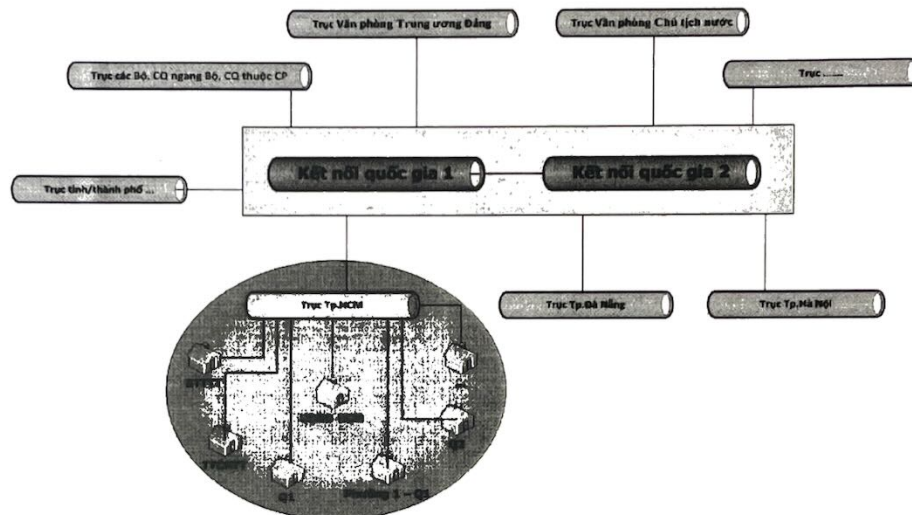 Trục Văn phòng Trung ương Đảng
Trục Văn phòng Chủ tịch nước
Trục các Bộ, CQ ngang Bộ, CQ thuộc CP
Trục .......
Kết nối quốc gia 1
Kết nối quốc gia 2
Trục tỉnh/thành phố ...
Trục Tp.HCM
Trục Tp.Đà Nẵng
Trục Tp.Hà Nội
Q1
Phường 1 – Q1